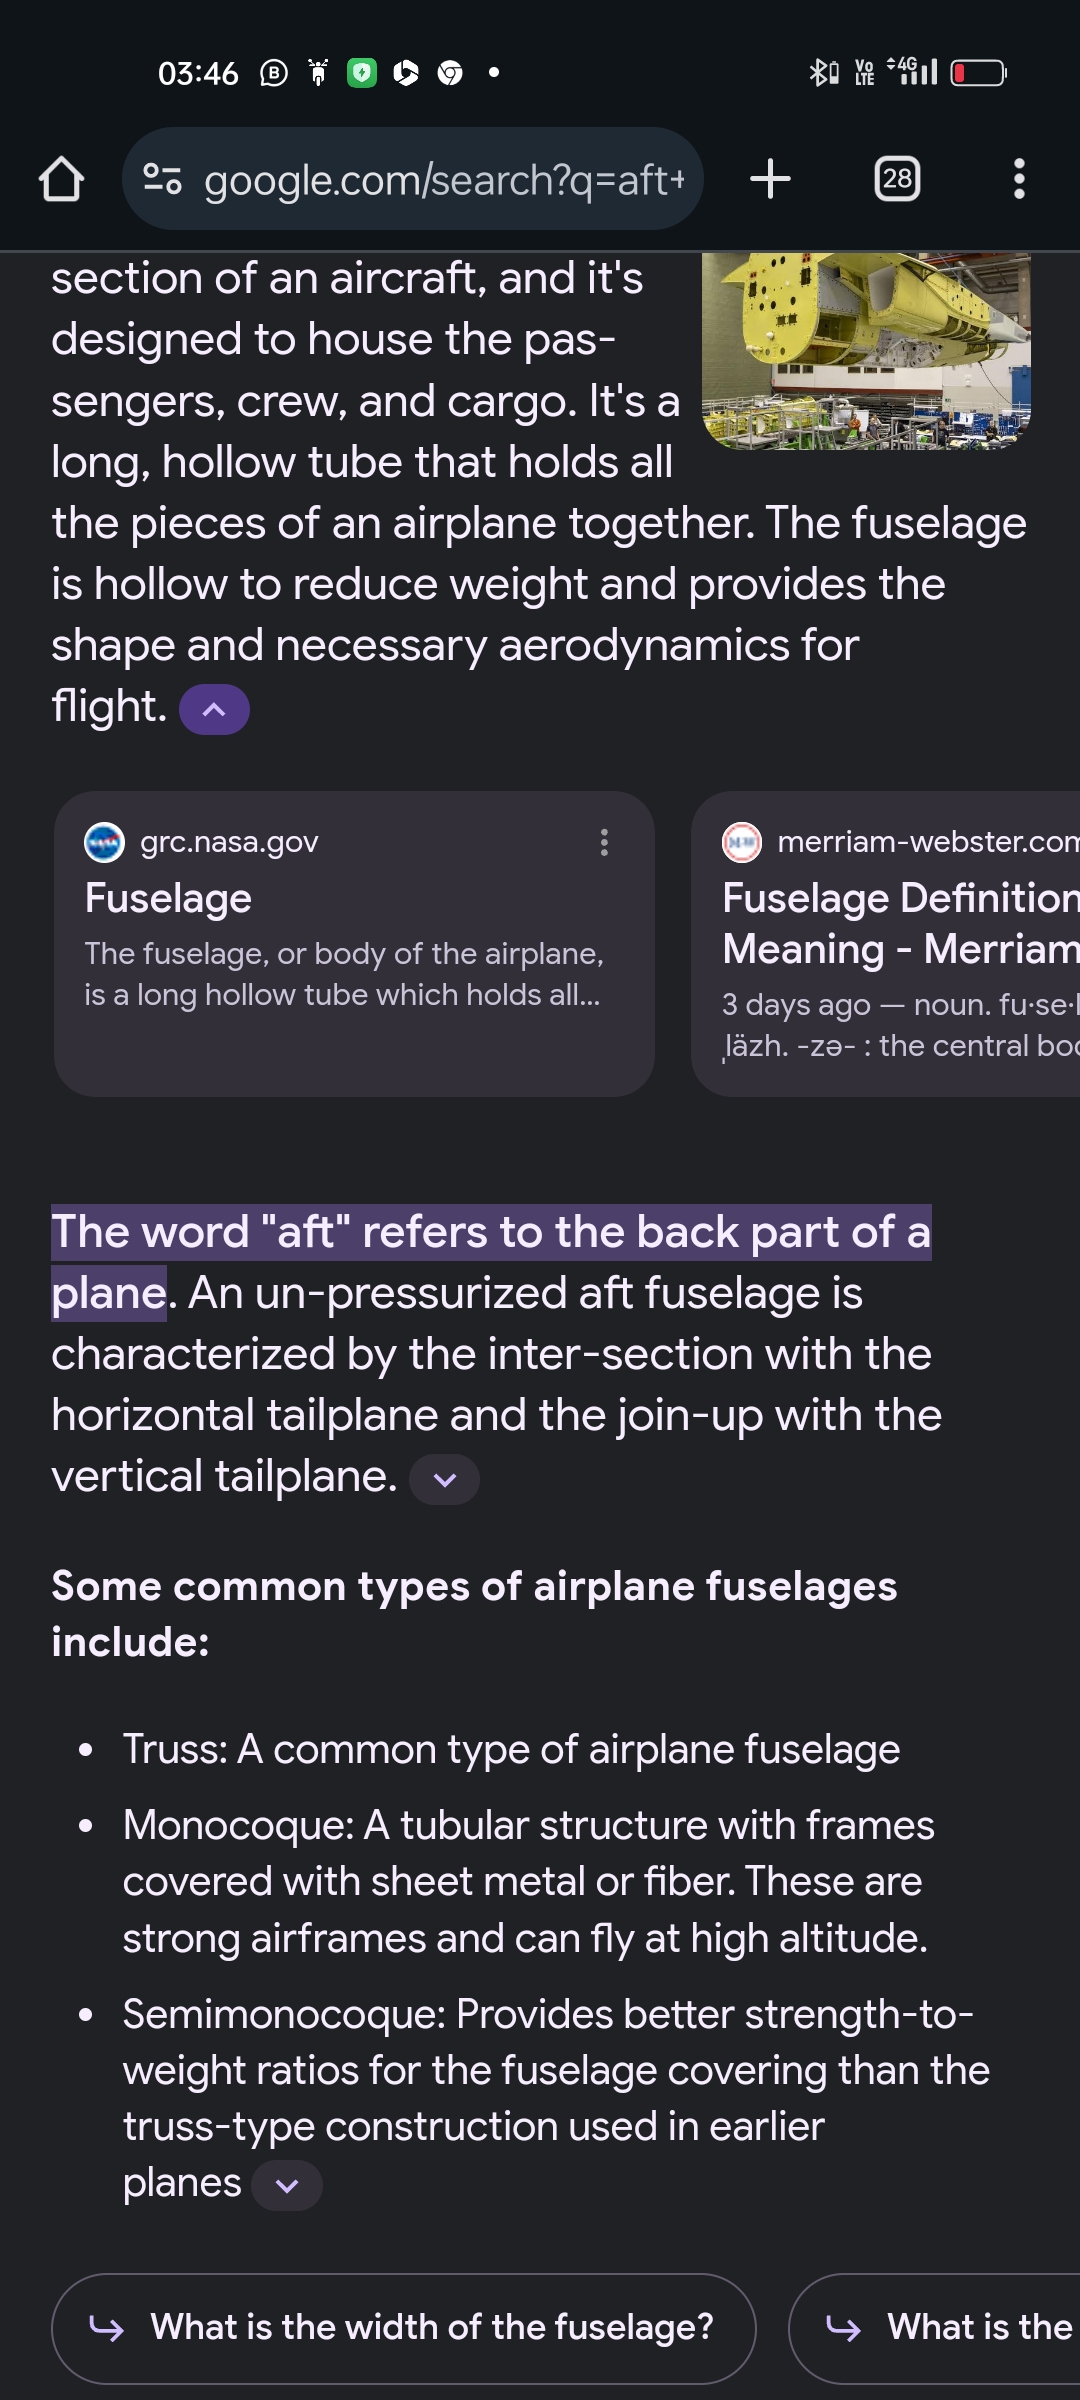 03:46
B
Vo
LTE
4G
google.com/search?q=aft+
28
section of an aircraft, and it's
designed to house the pas-
sengers, crew, and cargo. It's a
long, hollow tube that holds all
the pieces of an airplane together. The fuselage
is hollow to reduce weight and provides the
shape and necessary aerodynamics for
flight.
grc.nasa.gov
Fuselage
The fuselage, or body of the airplane,
is a long hollow tube which holds all...
merriam-webster.com
Fuselage Definition
Meaning - Merriam
3 days ago — noun. fu·se·l
ˌläzh. -zə- : the central bod
The word "aft" refers to the back part of a
plane. An un-pressurized aft fuselage is
characterized by the inter-section with the
horizontal tailplane and the join-up with the
vertical tailplane.
Some common types of airplane fuselages
include:
• Truss: A common type of airplane fuselage
• Monocoque: A tubular structure with frames
covered with sheet metal or fiber. These are
strong airframes and can fly at high altitude.
• Semimonocoque: Provides better strength-to-
weight ratios for the fuselage covering than the
truss-type construction used in earlier
planes
What is the width of the fuselage?
What is the